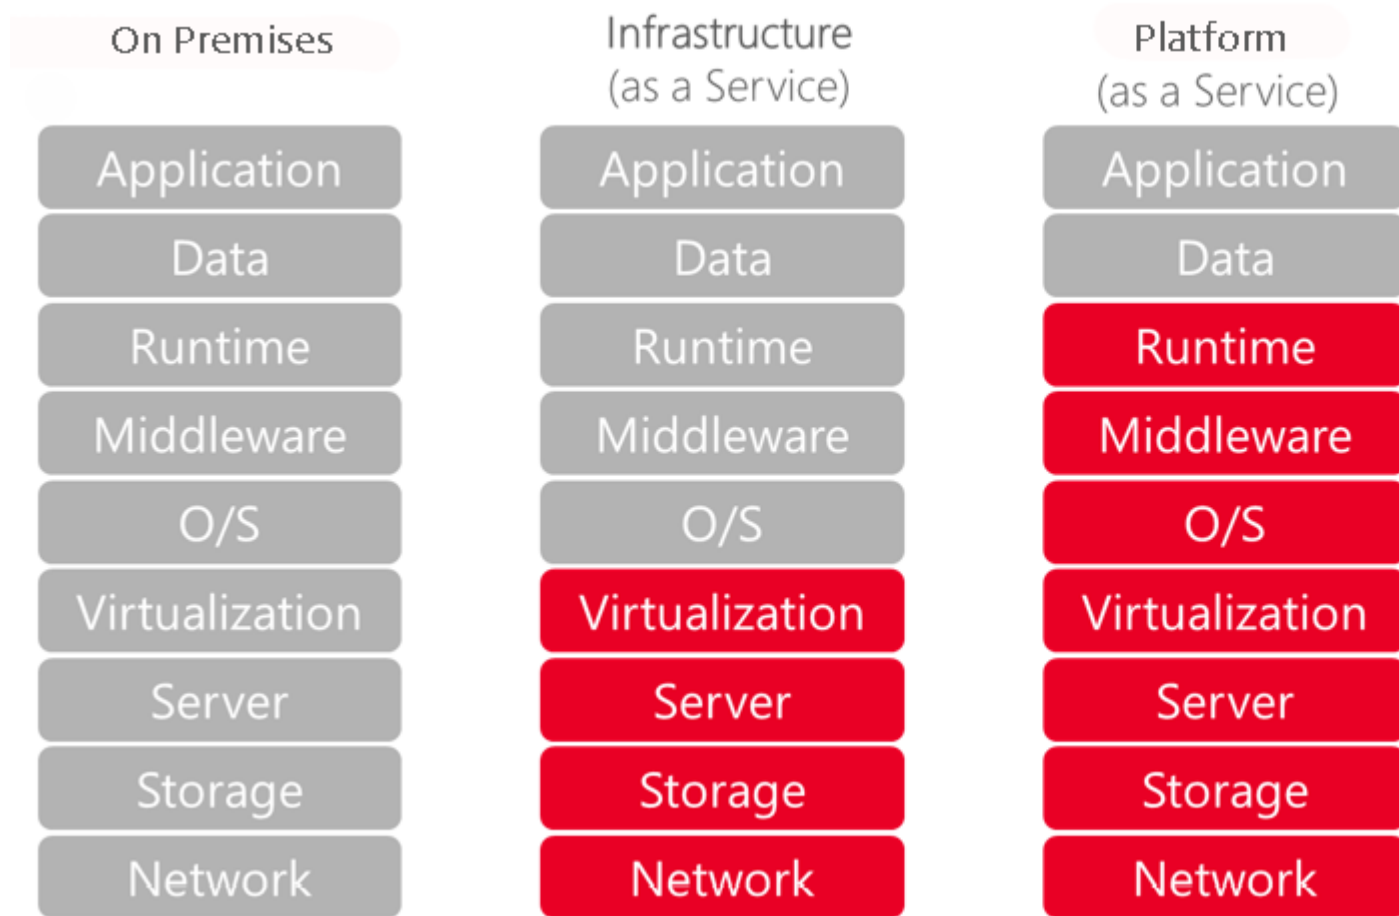 On Premises
Application
Data
Runtime
Middleware
O/S
Virtualization
Server
Storage
Network
Infrastructure
(as a Service)
Application
Data
Runtime
Middleware
O/S
Virtualization
Server
Storage
Network
Platform
(as a Service)
Application
Data
Runtime
Middleware
O/S
Virtualization
Server
Storage
Network